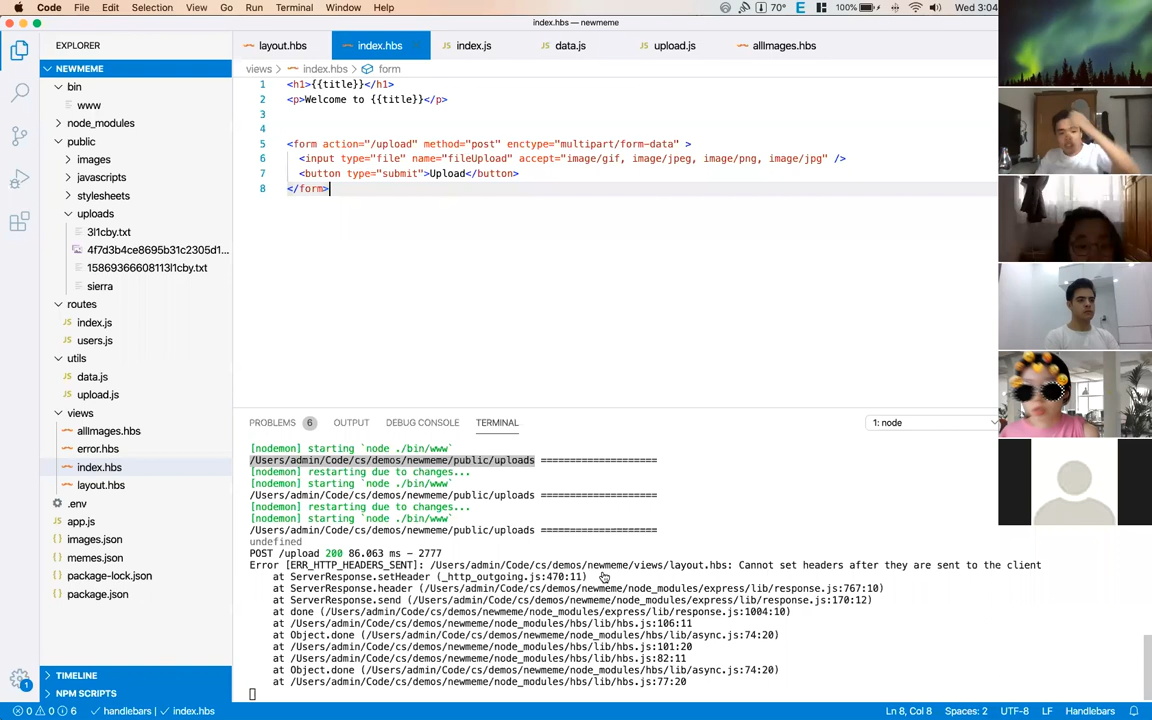 Code File Edit Selection View Go Run Terminal Window Help 70° 100% Wed 3:04
index.hbs — newmeme
EXPLORER
layout.hbs index.hbs index.js data.js upload.js allImages.hbs
NEWMEME
views > index.hbs > form
bin
www
node_modules
public
images
javascripts
stylesheets
uploads
3l1cby.txt
4f7d3b4ce8695b31c2305d1...
15869366608113l1cby.txt
sierra
routes
index.js
users.js
utils
data.js
upload.js
views
allImages.hbs
error.hbs
index.hbs
layout.hbs
.env
app.js
images.json
memes.json
package-lock.json
package.json
TIMELINE
NPM SCRIPTS
1 <h1>{{title}}</h1>
2 <p>Welcome to {{title}}</p>
3
4
5 <form action="/upload" method="post" enctype="multipart/form-data" >
6 <input type="file" name="fileUpload" accept="image/gif, image/jpeg, image/png, image/jpg" />
7 <button type="submit">Upload</button>
8 </form>
PROBLEMS 6 OUTPUT DEBUG CONSOLE TERMINAL 1: node
[nodemon] starting `node ./bin/www`
/Users/admin/Code/cs/demos/newmeme/public/uploads ====================
[nodemon] restarting due to changes...
[nodemon] starting `node ./bin/www`
/Users/admin/Code/cs/demos/newmeme/public/uploads ====================
[nodemon] restarting due to changes...
[nodemon] starting `node ./bin/www`
/Users/admin/Code/cs/demos/newmeme/public/uploads ====================
undefined
POST /upload 200 86.063 ms - 2777
Error [ERR_HTTP_HEADERS_SENT]: /Users/admin/Code/cs/demos/newmeme/views/layout.hbs: Cannot set headers after they are sent to the client
at ServerResponse.setHeader (_http_outgoing.js:470:11)
at ServerResponse.header (/Users/admin/Code/cs/demos/newmeme/node_modules/express/lib/response.js:767:10)
at ServerResponse.send (/Users/admin/Code/cs/demos/newmeme/node_modules/express/lib/response.js:170:12)
at done (/Users/admin/Code/cs/demos/newmeme/node_modules/express/lib/response.js:1004:10)
at /Users/admin/Code/cs/demos/newmeme/node_modules/hbs/lib/hbs.js:106:11
at Object.done (/Users/admin/Code/cs/demos/newmeme/node_modules/hbs/lib/async.js:74:20)
at /Users/admin/Code/cs/demos/newmeme/node_modules/hbs/lib/hbs.js:101:20
at /Users/admin/Code/cs/demos/newmeme/node_modules/hbs/lib/hbs.js:82:11
at Object.done (/Users/admin/Code/cs/demos/newmeme/node_modules/hbs/lib/async.js:74:20)
at /Users/admin/Code/cs/demos/newmeme/node_modules/hbs/lib/hbs.js:77:20
1
0 0 6 handlebars index.hbs Ln 8, Col 8 Spaces: 2 UTF-8 LF Handlebars